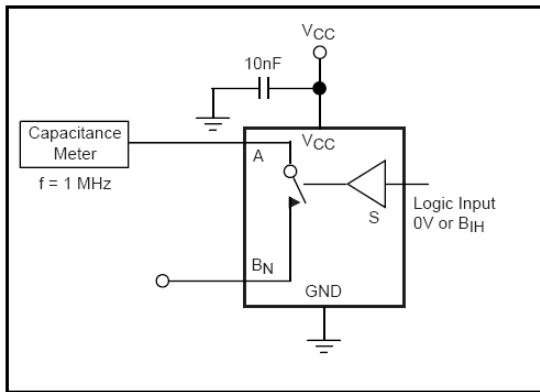 VCC
10nF
Capacitance
Meter
f = 1 MHz
VCC
A
S
Logic Input
0V or BIH
BN
GND